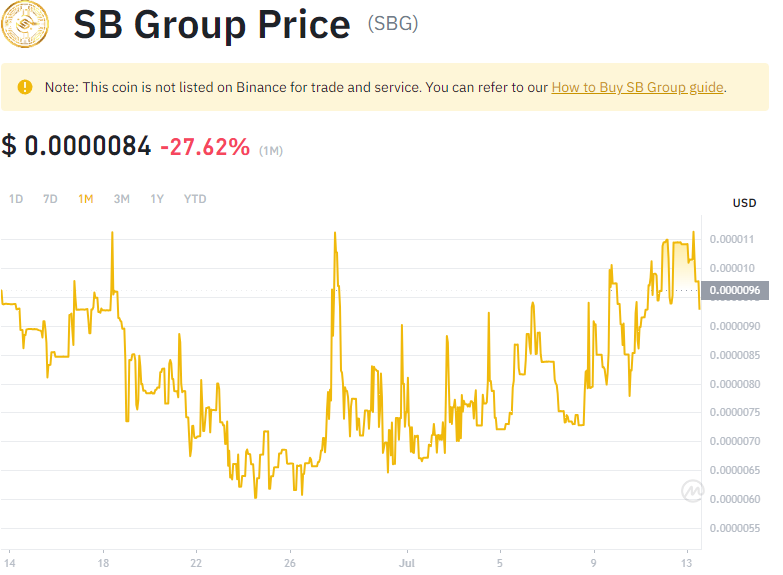 SB Group Price (SBG)
Note: This coin is not listed on Binance for trade and service. You can refer to our How to Buy SB Group guide.
$ 0.0000084 -27.62% (1M)
1D 7D 1M 3M 1Y YTD
USD
0.000011
0.000010
0.0000096
0.0000090
0.0000085
0.0000080
0.0000075
0.0000070
0.0000065
0.0000060
0.0000055
14 18 22 26 Jul 5 9 13